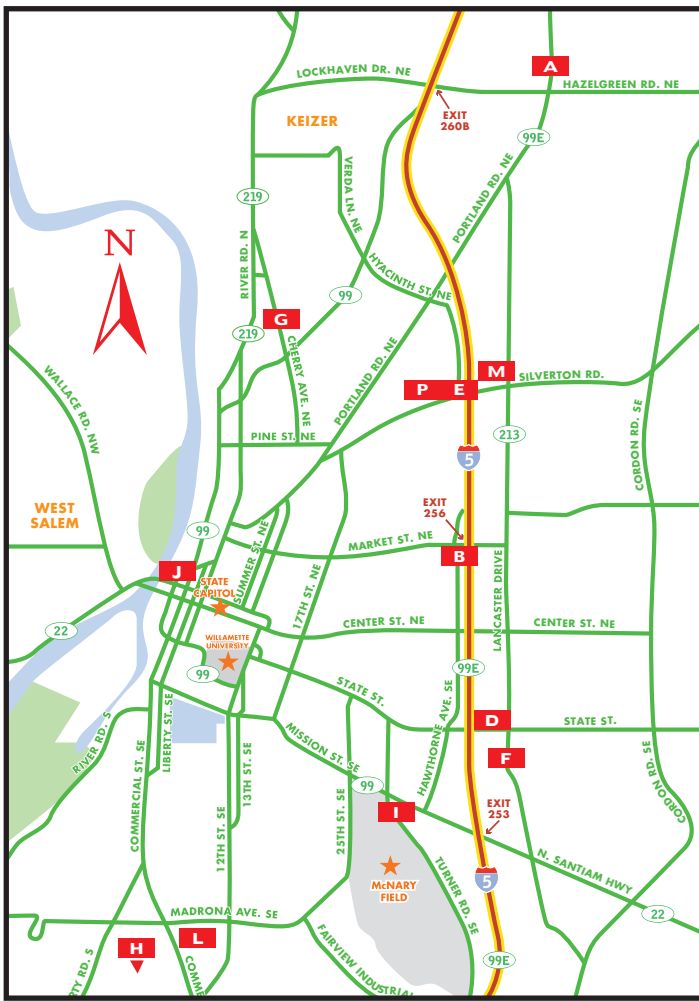 LOCKHAVEN DR. NE
A
HAZELGREEN RD. NE
EXIT
260B
KEIZER
99E
VERDA LN. NE
PORTLAND RD. NE
219
RIVER RD. N
N
HYACINTH ST. NE
99
G
219
CHERRY AVE. NE
PORTLAND RD. NE
WALLACE RD. NW
M
P
E
SILVERTON RD.
CORDON RD. SE
213
PINE ST. NE
5
WEST
SALEM
EXIT
256
99
SUMMER ST. NE
MARKET ST. NE
B
LANCASTER DRIVE
J
STATE
CAPITOL
17TH ST. NE
22
CENTER ST. NE
CENTER ST. NE
WILLAMETTE
UNIVERSITY
99
99E
STATE ST.
HAWTHORNE AVE. SE
D
STATE ST.
RIVER RD. S
LIBERTY ST. SE
COMMERCIAL ST. SE
13TH ST. SE
MISSION ST. SE
F
CORDON RD. SE
99
12TH ST. SE
25TH ST. SE
I
EXIT
253
N. SANTIAM HWY
McNARY
FIELD
5
TURNER RD. SE
22
MADRONA AVE. SE
H
L
FAIRVIEW INDUSTRIAL
99E
RTY RD. S
COMME